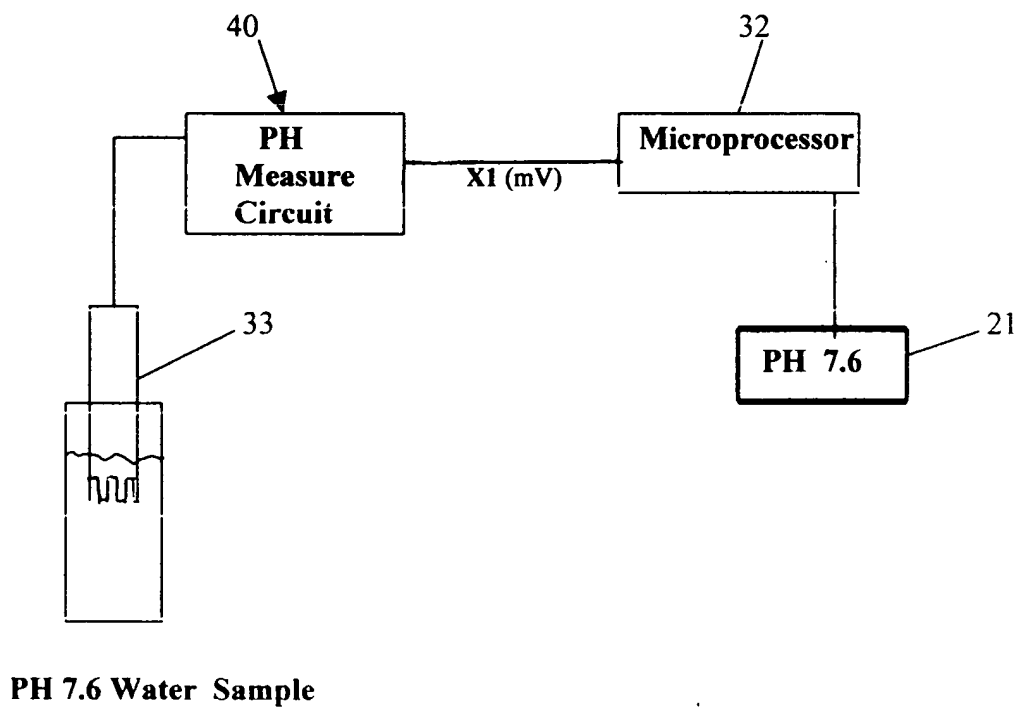 40
32
PH
Measure
Circuit
X1 (mV)
Microprocessor
33
21
PH 7.6
PH 7.6 Water Sample